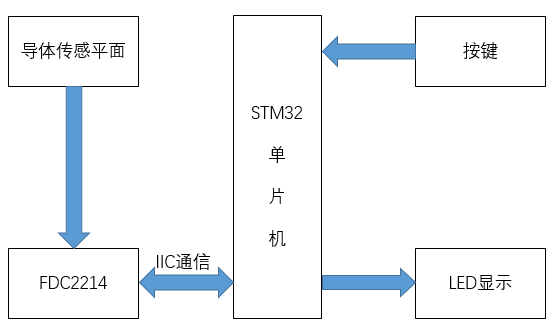 导体传感平面
按键
STM32
单
片
机
IIC通信
FDC2214
LED显示